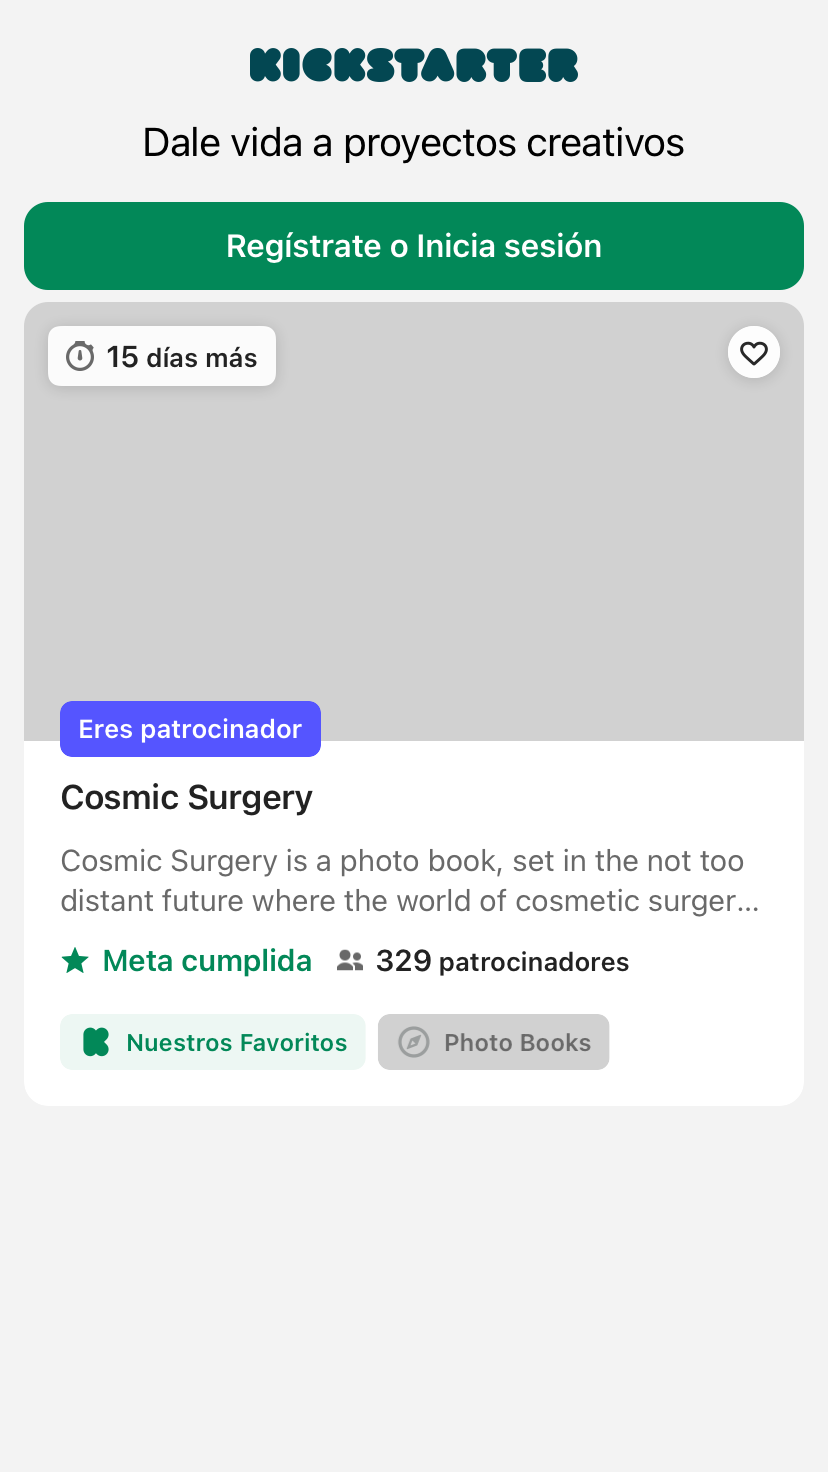 KICKSTARTER
Dale vida a proyectos creativos
Regístrate o Inicia sesión
15 días más
Eres patrocinador
Cosmic Surgery
Cosmic Surgery is a photo book, set in the not too
distant future where the world of cosmetic surger...
Meta cumplida 329 patrocinadores
Nuestros Favoritos Photo Books